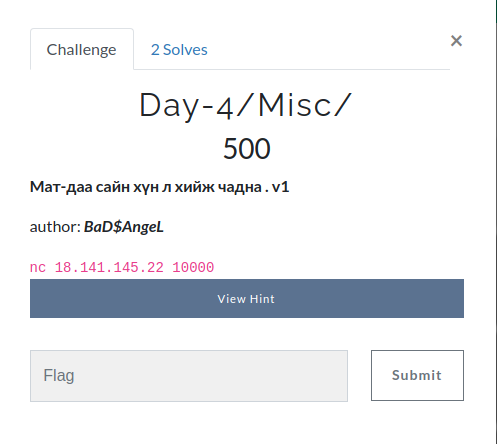 Challenge
2 Solves
×
Day-4/Misc/
500
Мат-даа сайн хүн л хийж чадна . v1
author: BaD$AngeL
nc 18.141.145.22 10000
View Hint
Flag
Submit